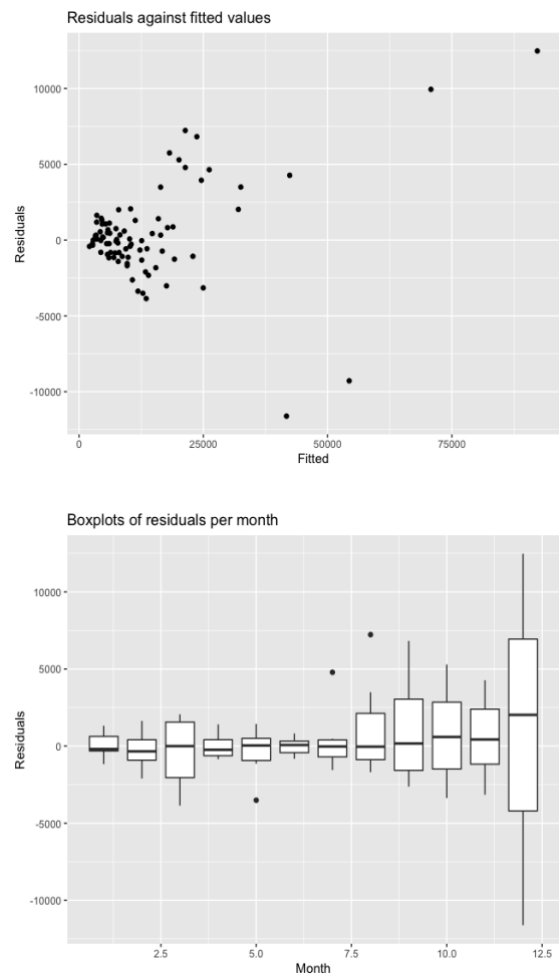 Residuals against fitted values
10000
5000
0
-5000
-10000
Residuals
0 25000 50000 75000
Fitted
Boxplots of residuals per month
10000
5000
0
-5000
-10000
Residuals
2.5 5.0 7.5 10.0 12.5
Month